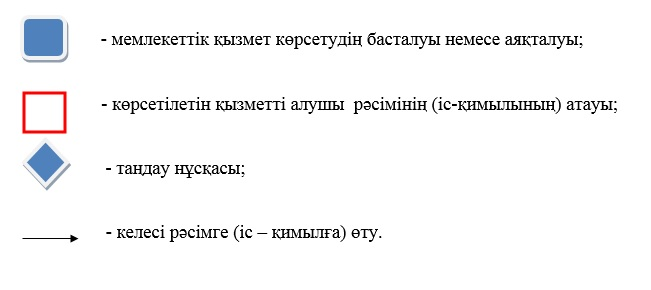 - мемлекеттік қызмет көрсетудің басталуы немесе аяқталуы;
- көрсетілетін қызметті алушы рәсімінің (іс-қимылының) атауы;
- таңдау нұсқасы;
- келесі рәсімге (іс – қимылға) өту.